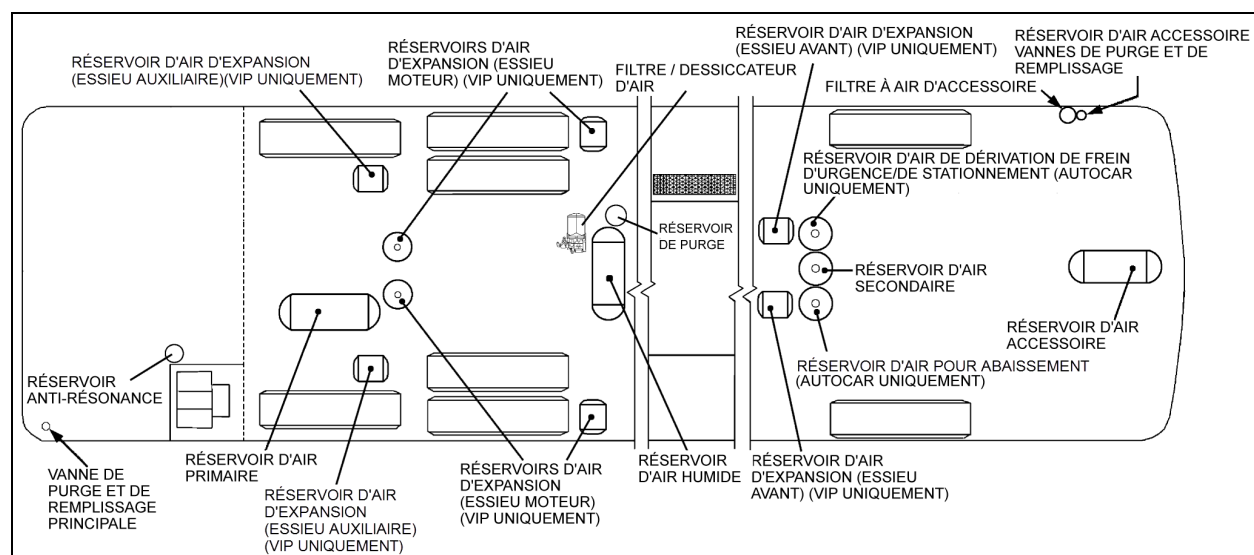 RÉSERVOIR D'AIR D'EXPANSION
(ESSIEU AUXILIAIRE)(VIP UNIQUEMENT)
RÉSERVOIRS D'AIR
D'EXPANSION (ESSIEU
MOTEUR) (VIP UNIQUEMENT)
FILTRE / DESSICCATEUR
D'AIR
RÉSERVOIR D'AIR D'EXPANSION
(ESSIEU AVANT) (VIP UNIQUEMENT)
RÉSERVOIR D'AIR ACCESSOIRE
VANNES DE PURGE ET DE
REMPLISSAGE
FILTRE À AIR D'ACCESSOIRE
RÉSERVOIR D'AIR DE DÉRIVATION DE FREIN
D'URGENCE/DE STATIONNEMENT (AUTOCAR
UNIQUEMENT)
RÉSERVOIR
DE PURGE
RÉSERVOIR D'AIR
SECONDAIRE
RÉSERVOIR D'AIR
ACCESSOIRE
RÉSERVOIR D'AIR POUR ABAISSEMENT
(AUTOCAR UNIQUEMENT)
RÉSERVOIR
ANTI-RÉSONANCE
VANNE DE
PURGE ET DE
REMPLISSAGE
PRINCIPALE
RÉSERVOIR D'AIR
PRIMAIRE
RÉSERVOIR D'AIR
D'EXPANSION
(ESSIEU AUXILIAIRE)
(VIP UNIQUEMENT)
RÉSERVOIRS D'AIR
D'EXPANSION
(ESSIEU MOTEUR)
(VIP UNIQUEMENT)
RÉSERVOIR
D'AIR HUMIDE
RÉSERVOIR D'AIR
D'EXPANSION (ESSIEU
AVANT) (VIP UNIQUEMENT)